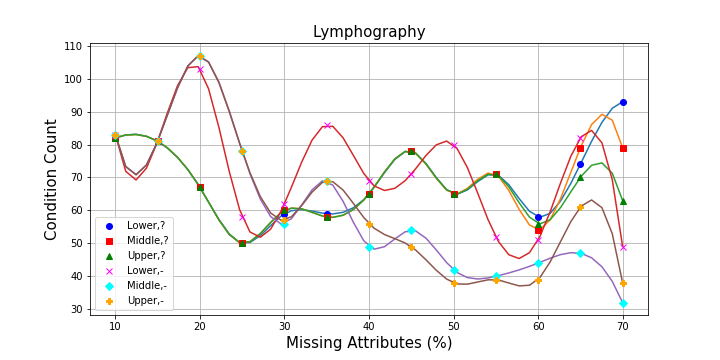 Lymphography
Condition Count
110
100
90
80
70
60
50
40
30
Lower,?
Middle,?
Upper,?
Lower,-
Middle,-
Upper,-
10 20 30 40 50 60 70
Missing Attributes (%)